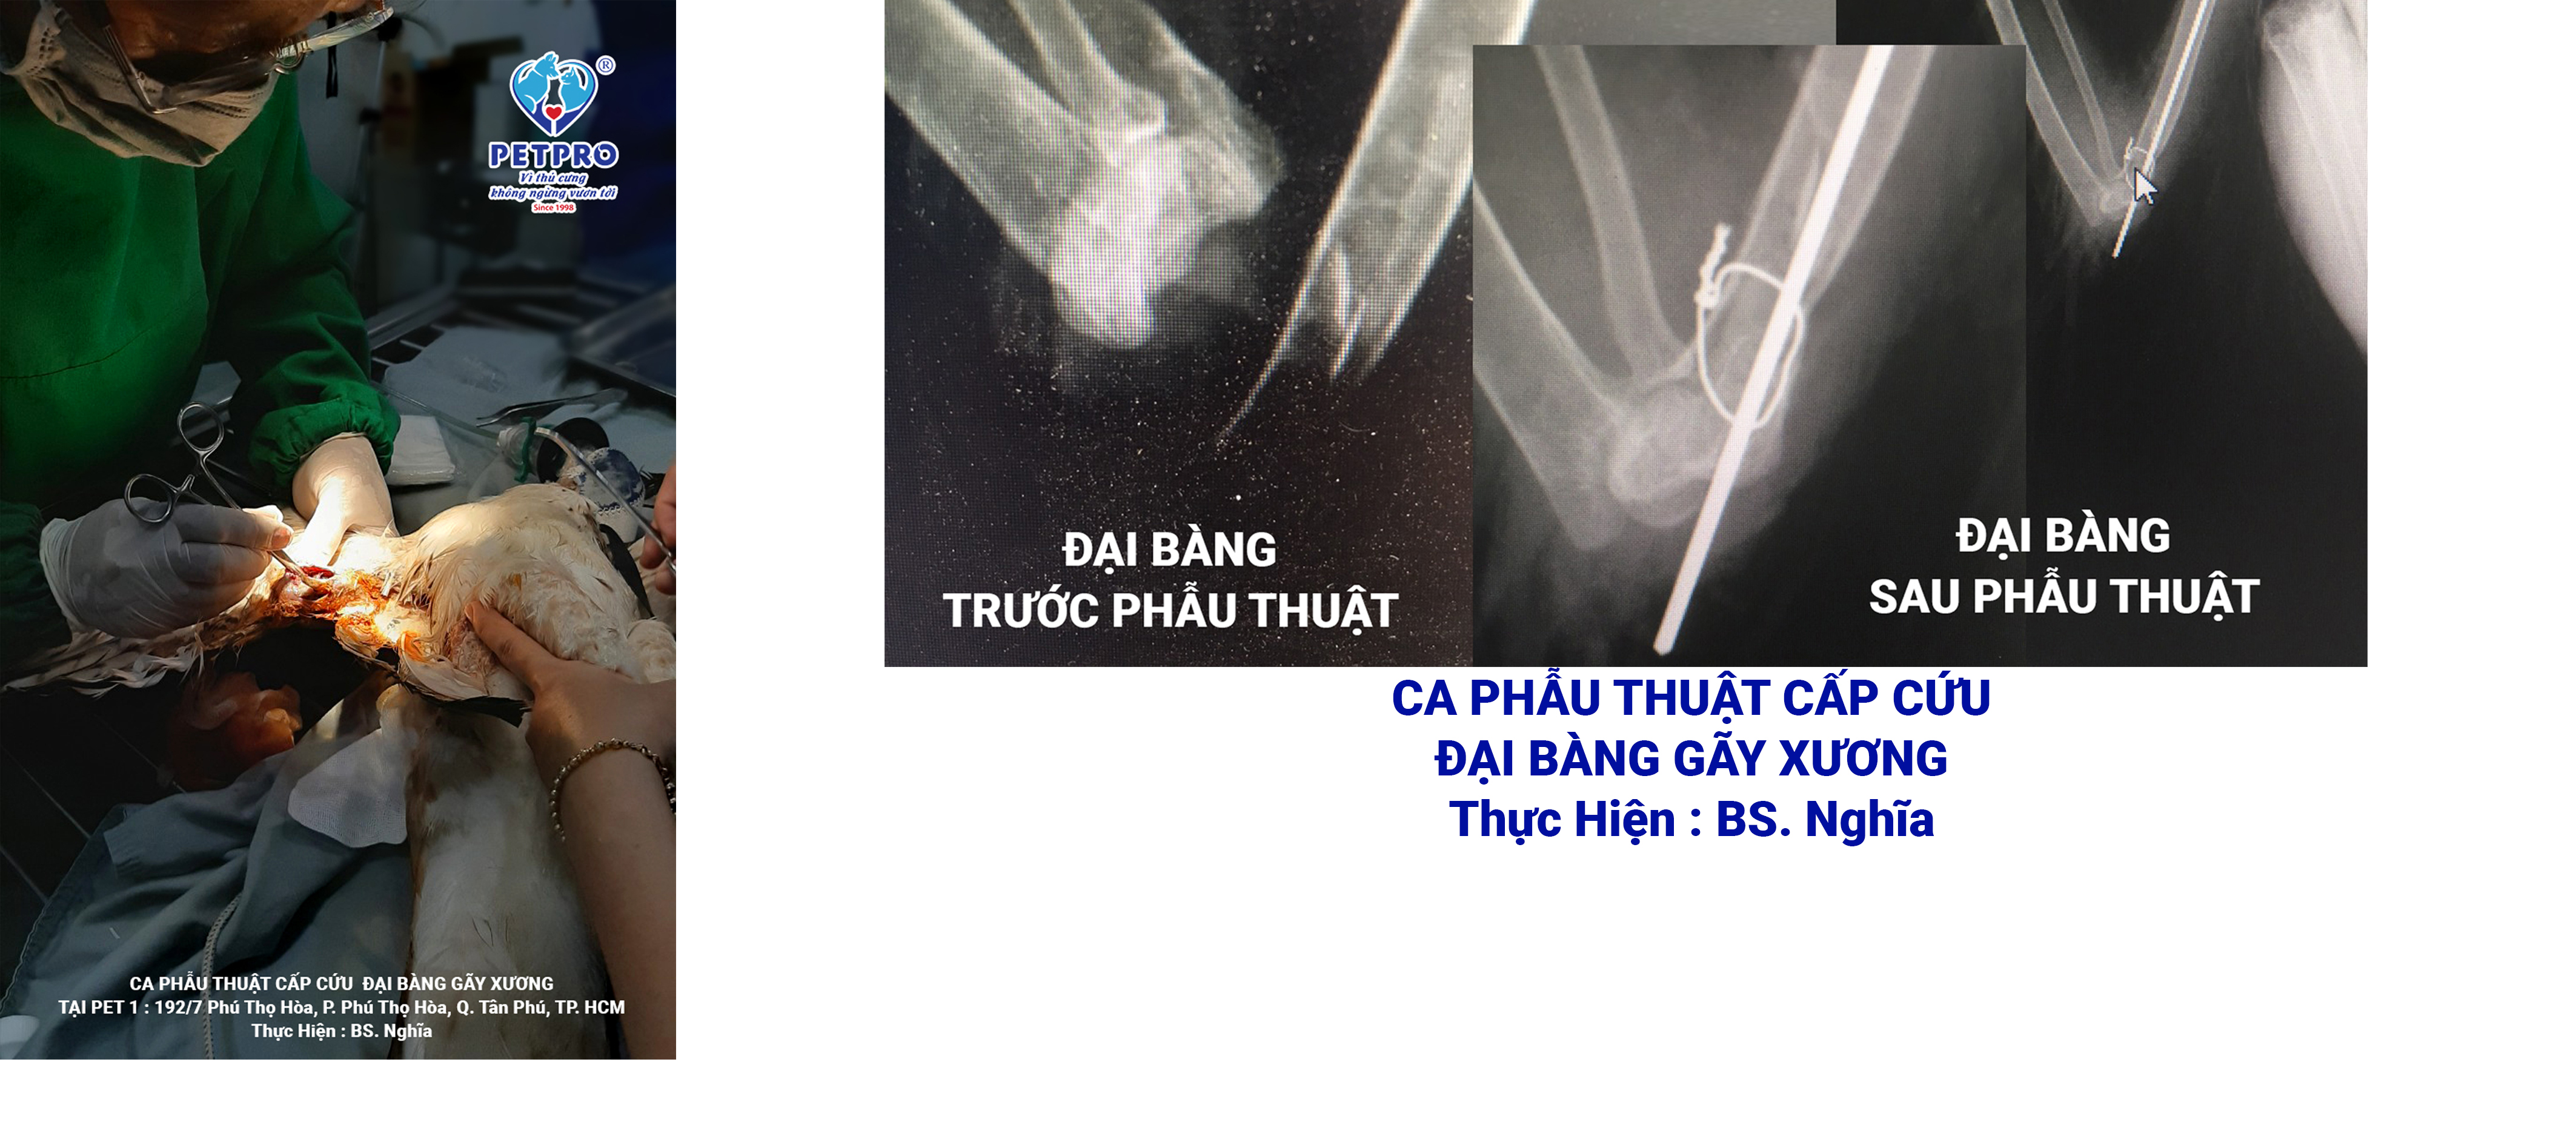 ®
PETPRO
Vì thú cưng
không ngừng vươn tới
Since 1998
CA PHẪU THUẬT CẤP CỨU ĐẠI BÀNG GÃY XƯƠNG
TẠI PET 1 : 192/7 Phú Thọ Hòa, P. Phú Thọ Hòa, Q. Tân Phú, TP. HCM
Thực Hiện : BS. Nghĩa
ĐẠI BÀNG
TRƯỚC PHẪU THUẬT
ĐẠI BÀNG
SAU PHẪU THUẬT
CA PHẪU THUẬT CẤP CỨU
ĐẠI BÀNG GÃY XƯƠNG
Thực Hiện : BS. Nghĩa